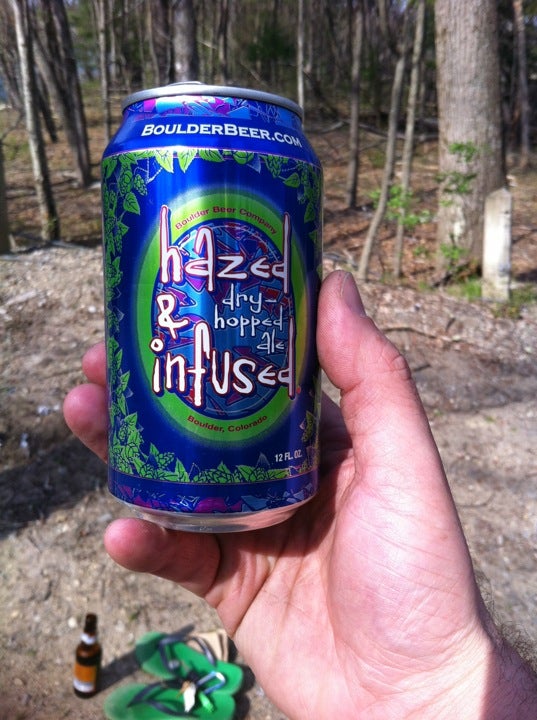 BOULDERBEER.COM
Boulder Beer Company
hazed
& dry-
hopped
ale
infused
Boulder, Colorado
12 FL. OZ.